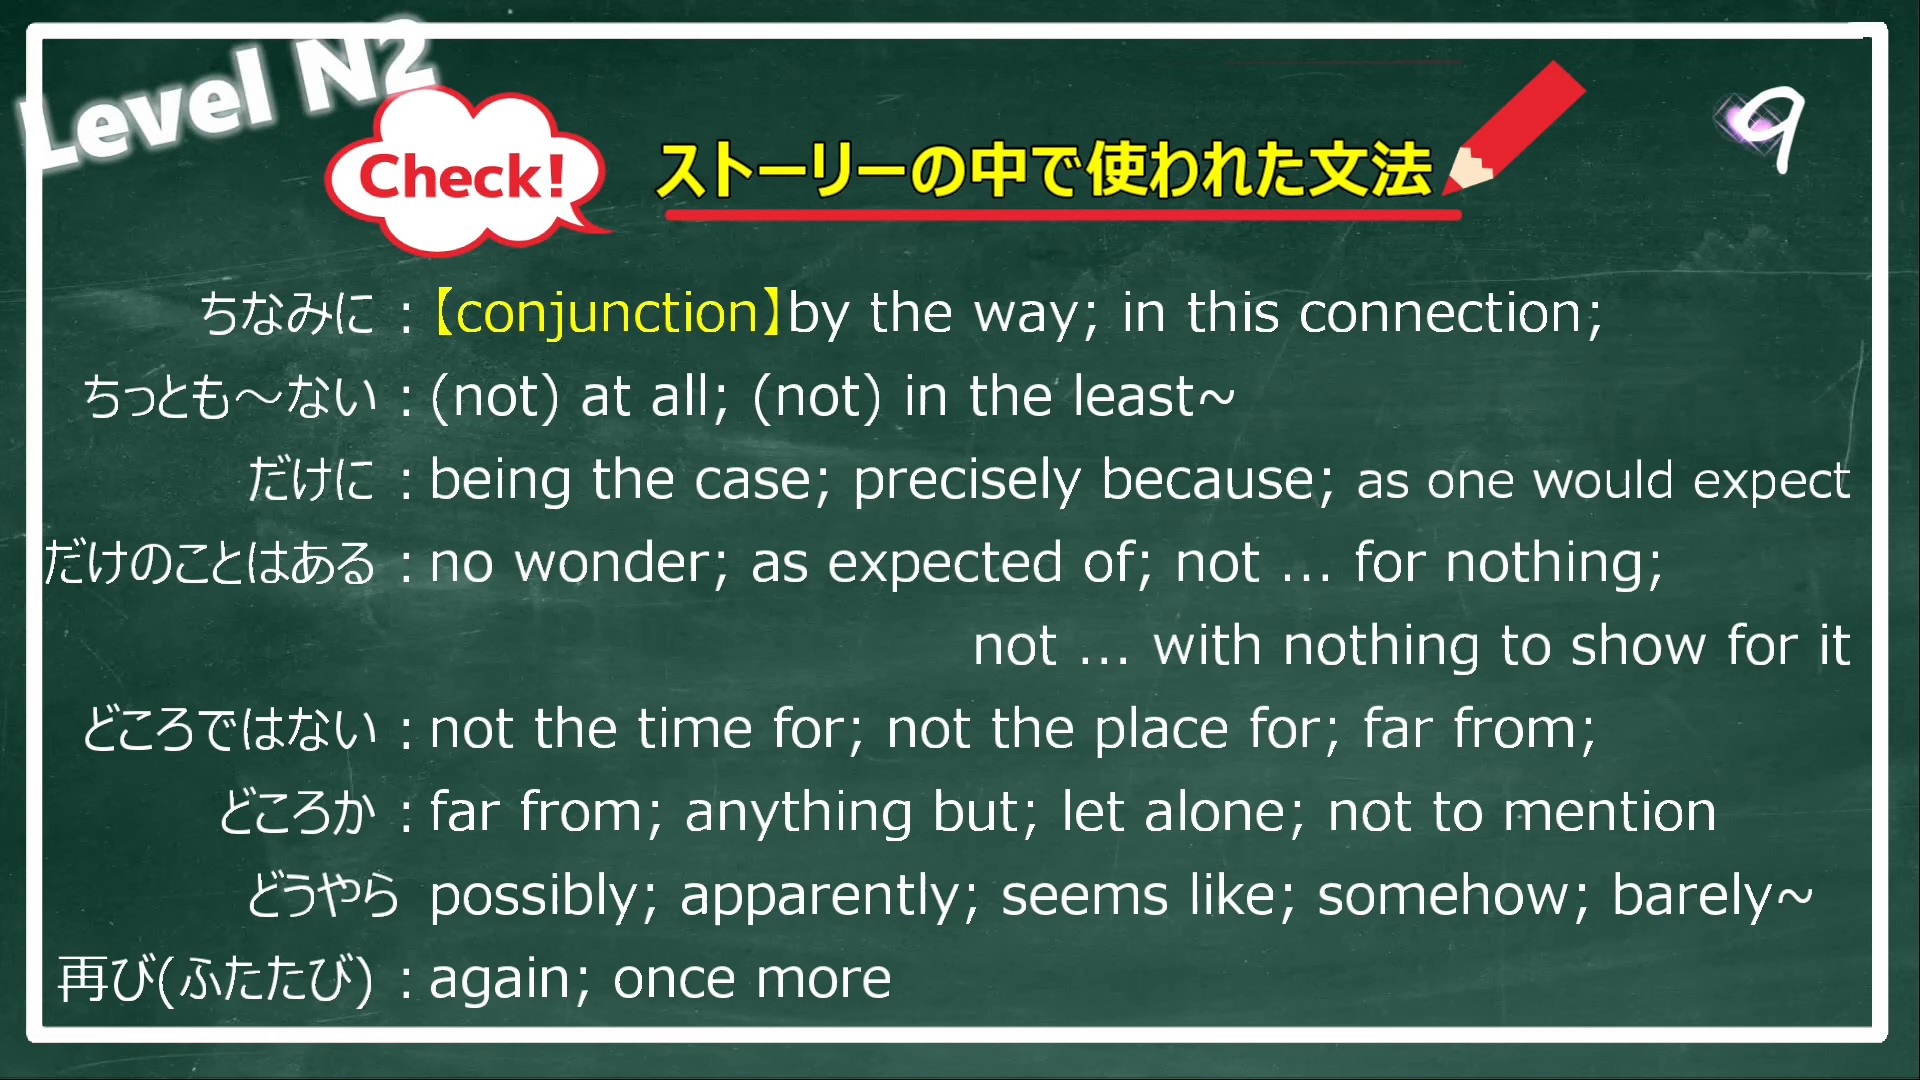 Level N2
Check!
ストーリーの中で使われた文法
9
ちなみに：【conjunction】by the way; in this connection;
ちっとも～ない：(not) at all; (not) in the least~
だけに：being the case; precisely because; as one would expect
だけのことはある：no wonder; as expected of; not ... for nothing;
not ... with nothing to show for it
どころではない：not the time for; not the place for; far from;
どころか：far from; anything but; let alone; not to mention
どうやら possibly; apparently; seems like; somehow; barely~
再び(ふたたび)：again; once more